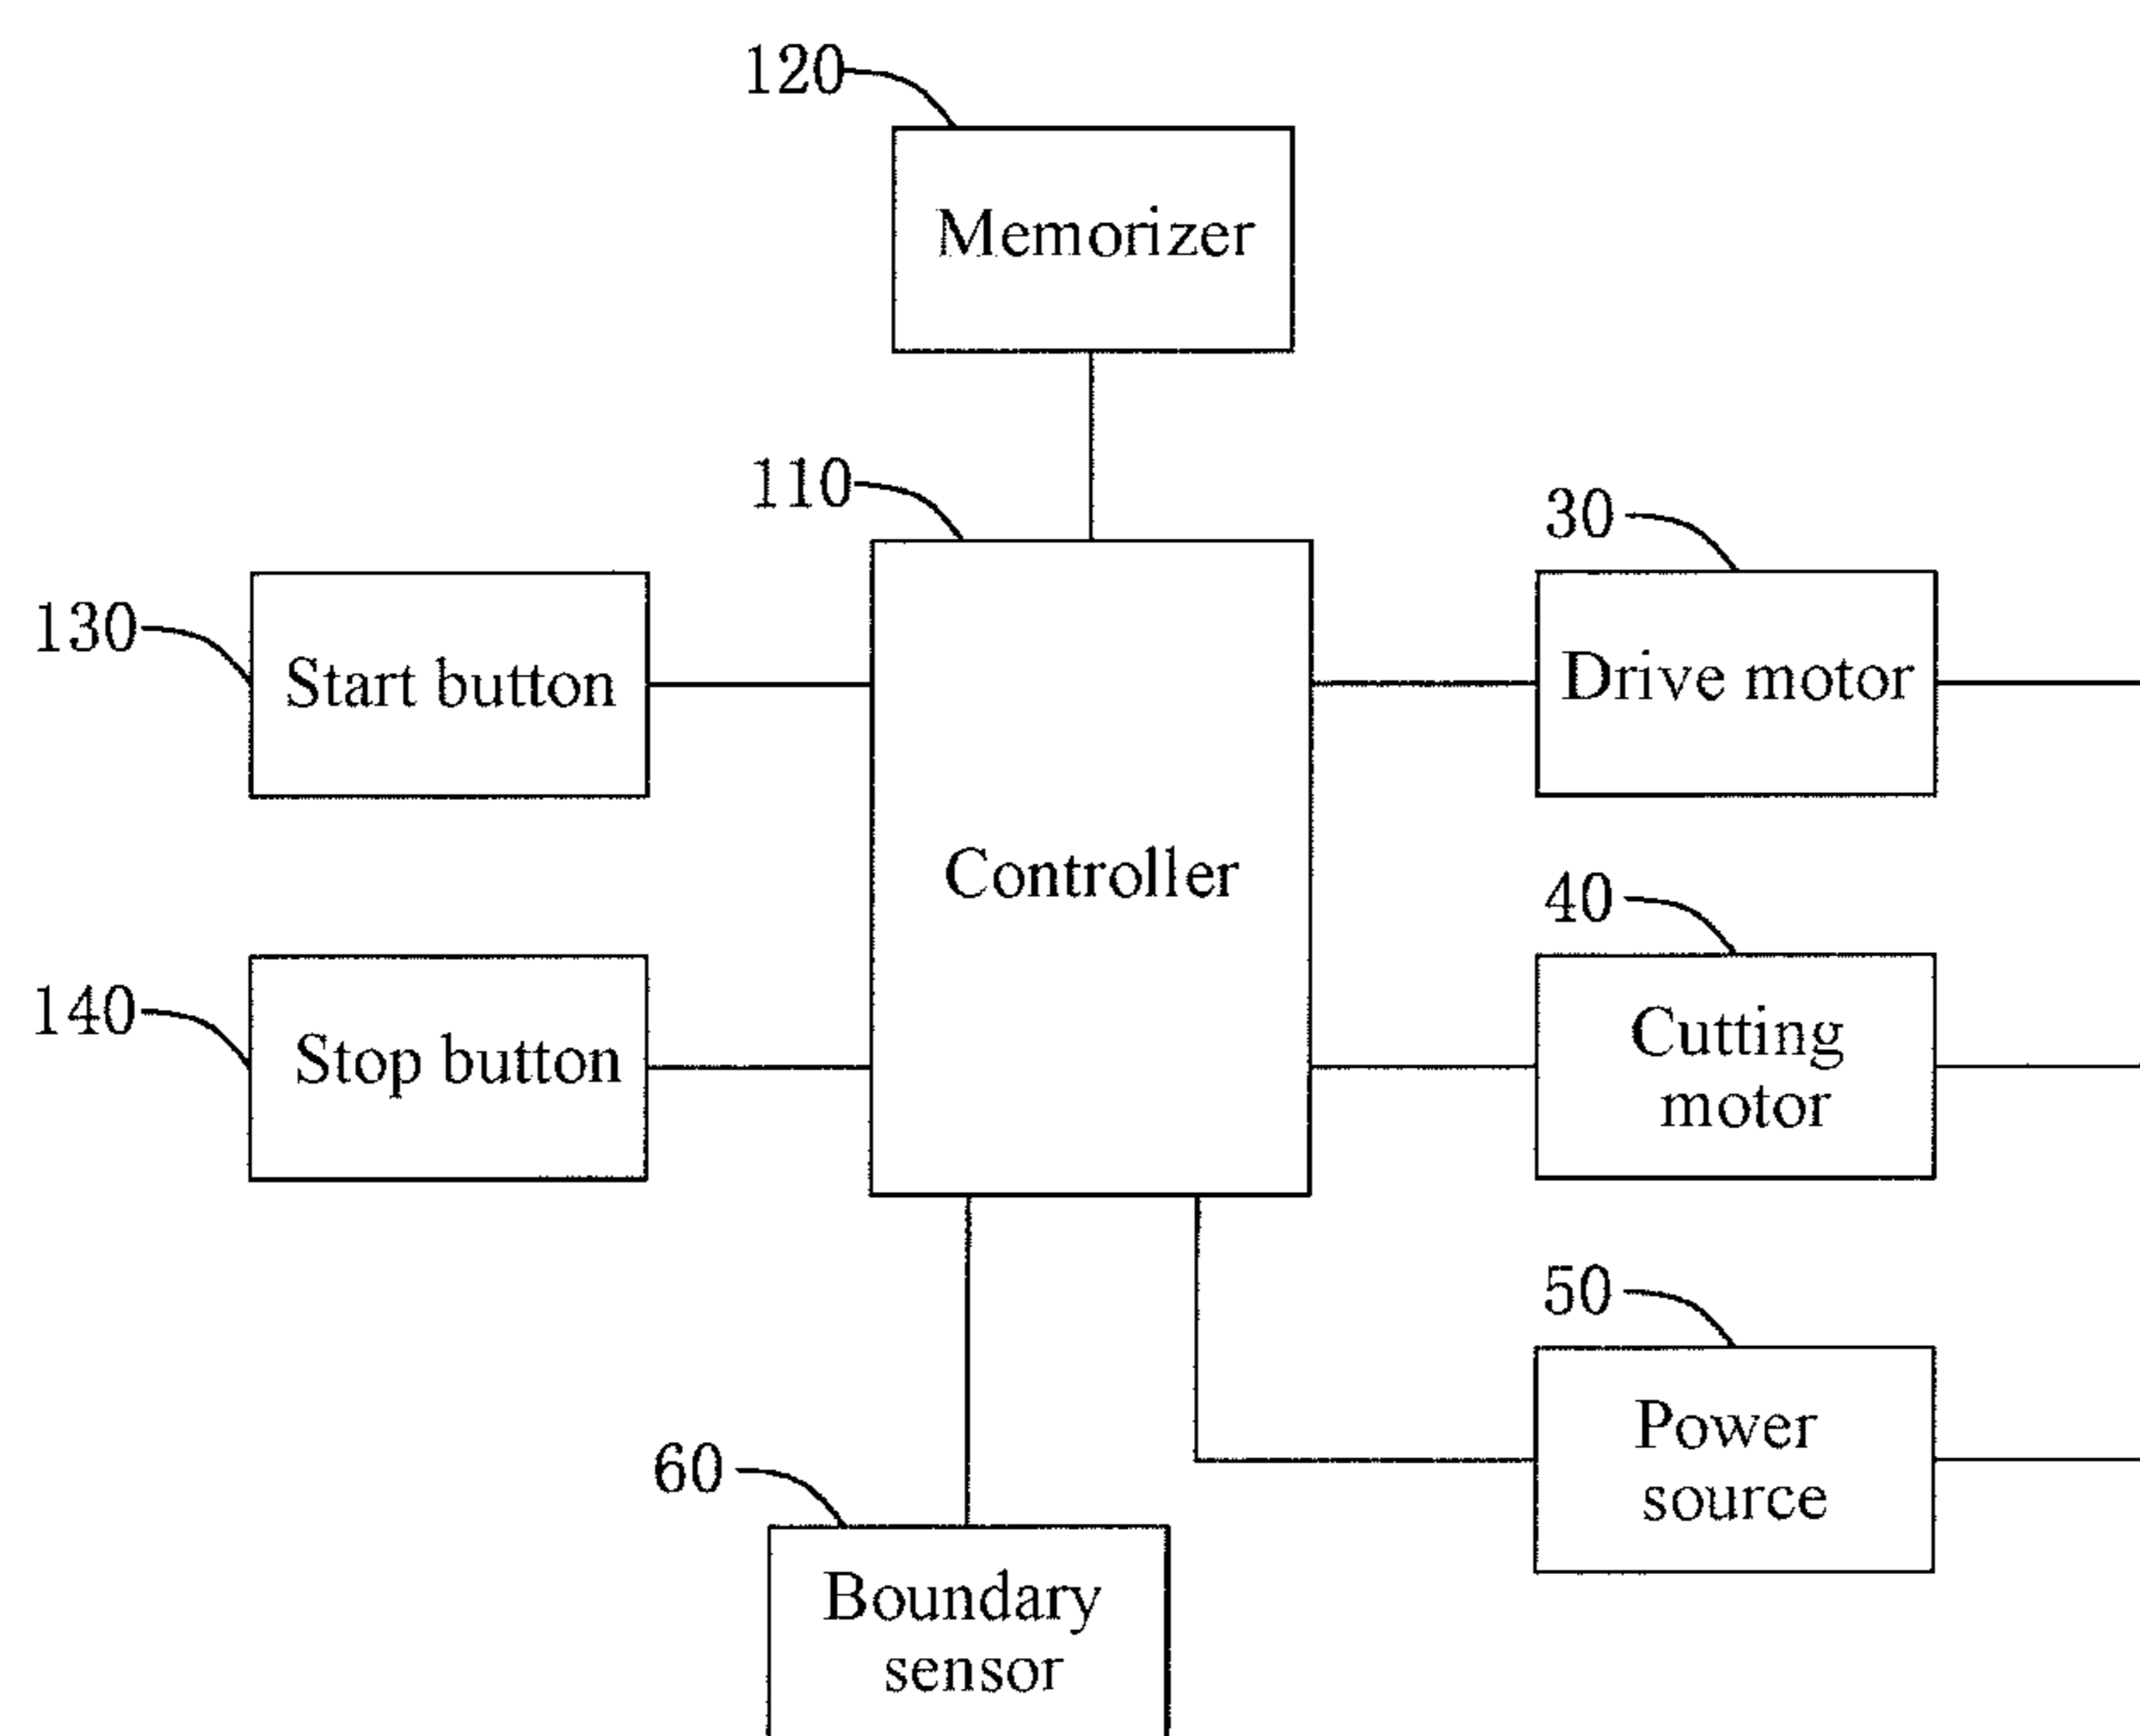 120
Memorizer
110
30
130
Start button
Drive motor
Controller
40
140
Stop button
Cutting
motor
50
Power
source
60
Boundary
sensor